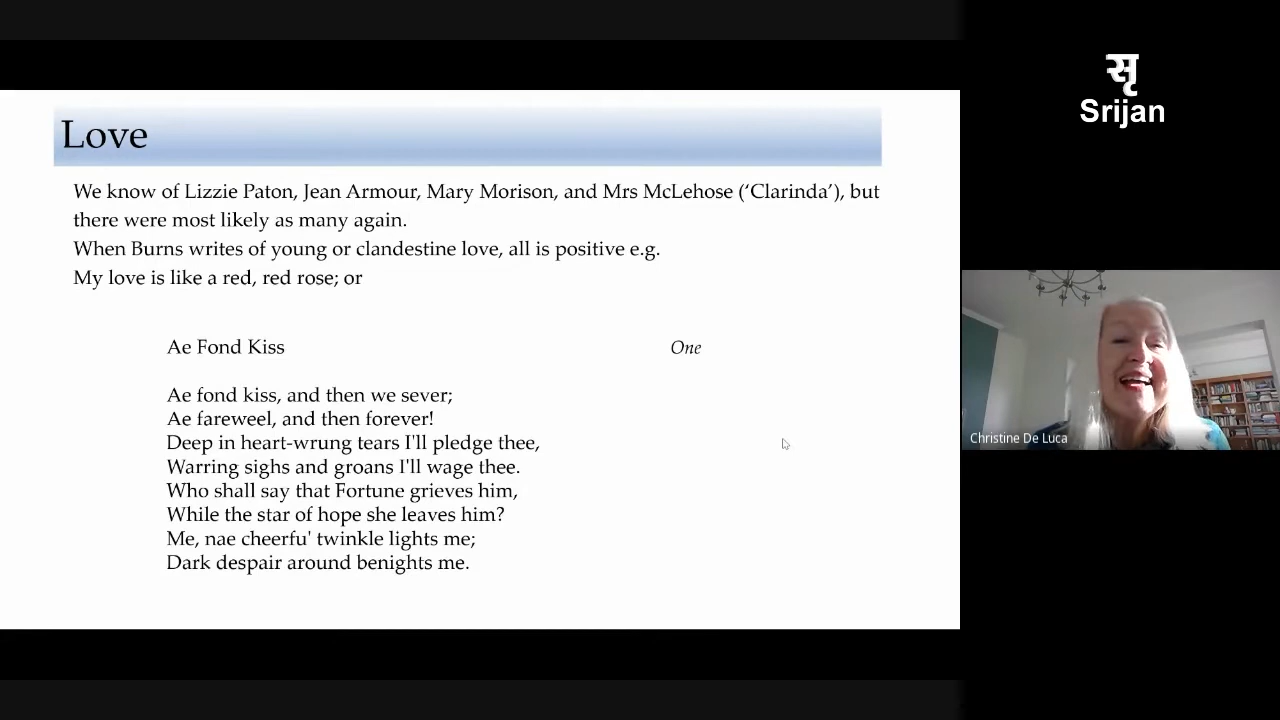 Love
We know of Lizzie Paton, Jean Armour, Mary Morison, and Mrs McLehose (‘Clarinda’), but
there were most likely as many again.
When Burns writes of young or clandestine love, all is positive e.g.
My love is like a red, red rose; or
Ae Fond Kiss
One
Ae fond kiss, and then we sever;
Ae fareweel, and then forever!
Deep in heart-wrung tears I'll pledge thee,
Warring sighs and groans I'll wage thee.
Who shall say that Fortune grieves him,
While the star of hope she leaves him?
Me, nae cheerfu' twinkle lights me;
Dark despair around benights me.
सृ
Srijan
Christine De Luca